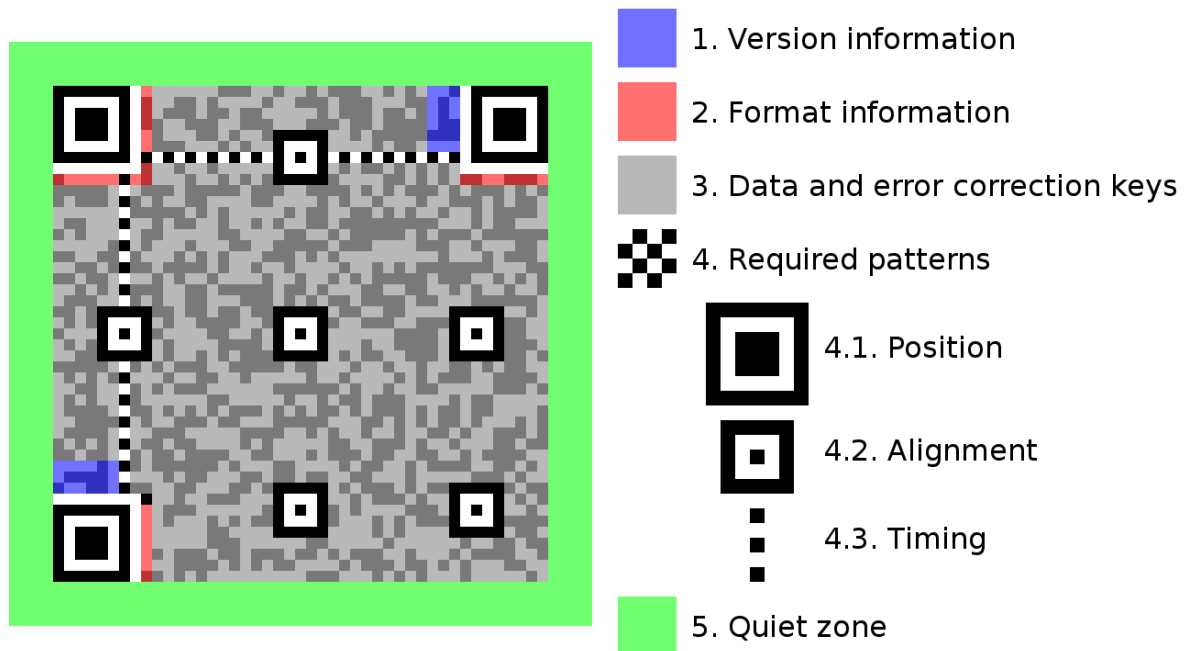 1. Version information
2. Format information
3. Data and error correction keys
4. Required patterns
4.1. Position
4.2. Alignment
4.3. Timing
5. Quiet zone